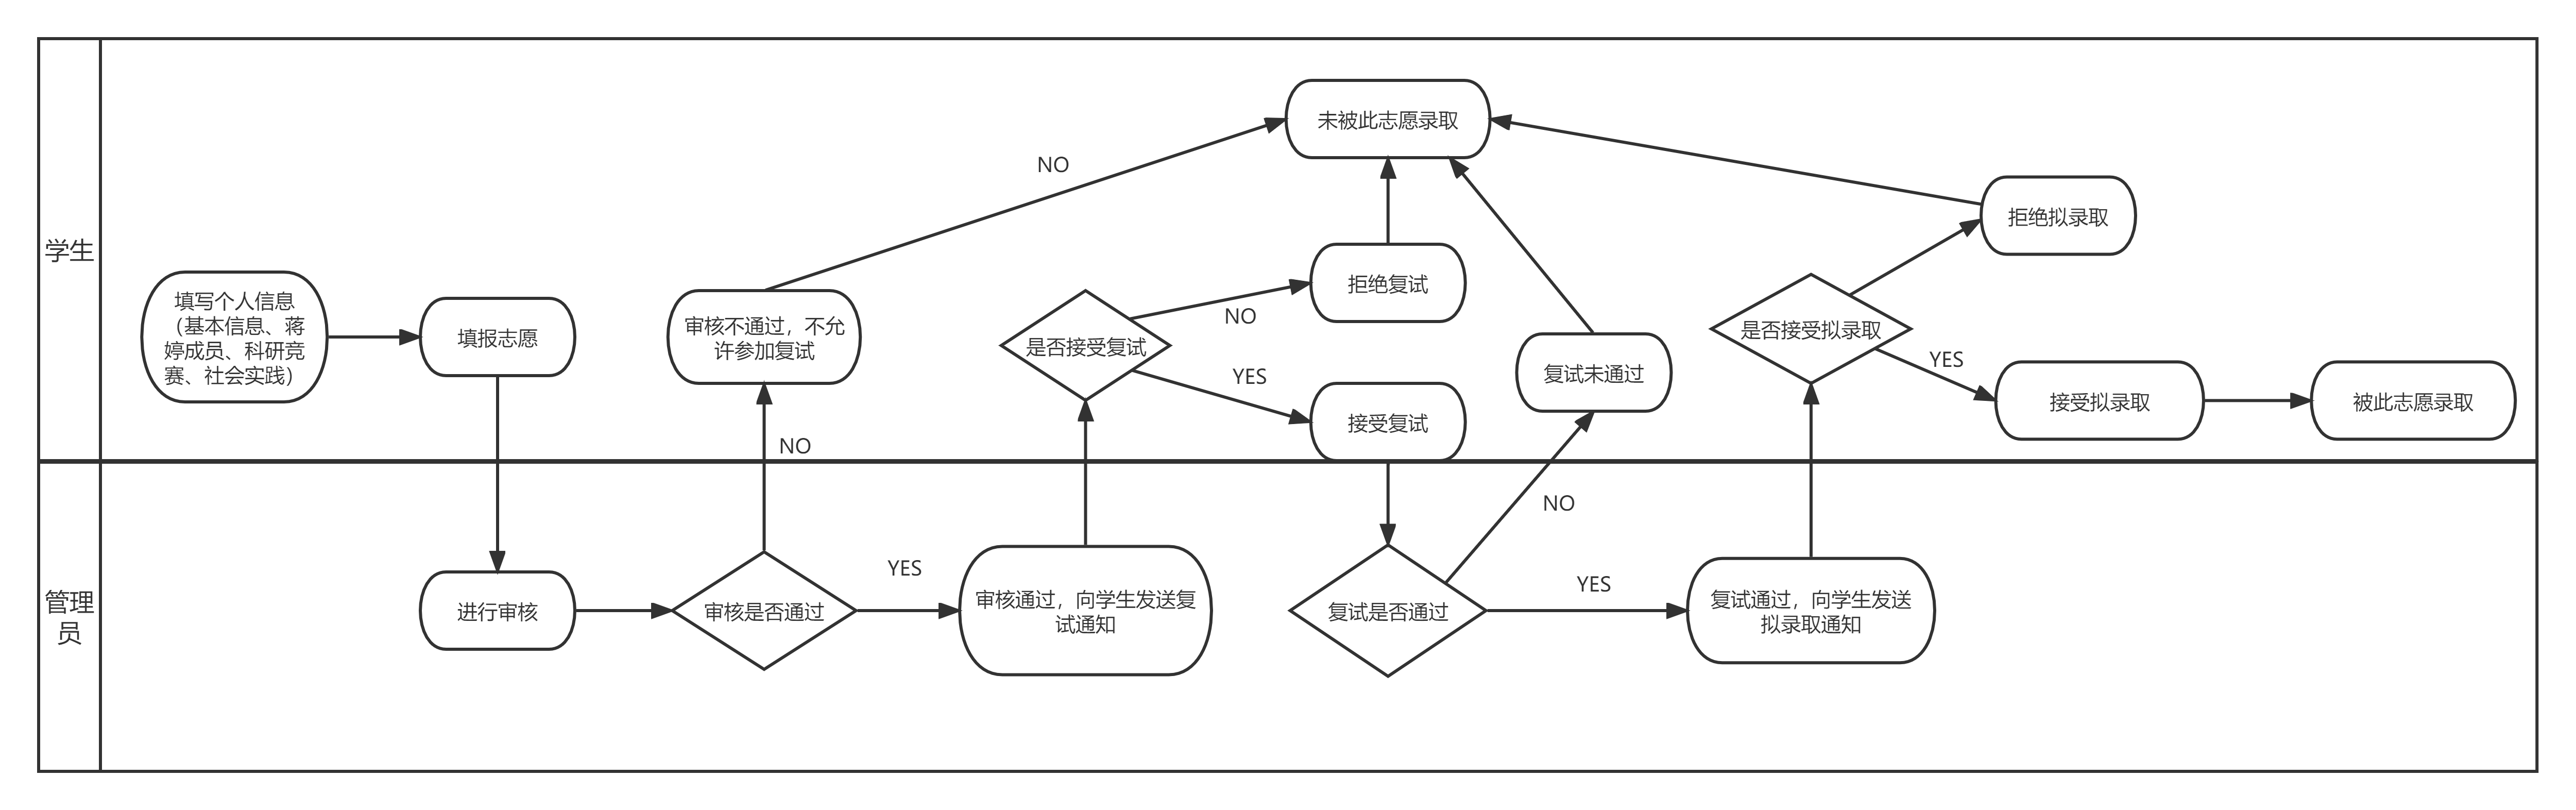 学生
填写个人信息
（基本信息、蒋
婷成员、科研竞
赛、社会实践）
填报志愿
审核不通过，不允
许参加复试
NO
NO
是否接受复试
NO
YES
未被此志愿录取
拒绝复试
接受复试
复试未通过
是否接受拟录取
YES
拒绝拟录取
接受拟录取
被此志愿录取
管理
员
进行审核
审核是否通过
YES
审核通过，向学生发送复
试通知
复试是否通过
NO
YES
复试通过，向学生发送
拟录取通知